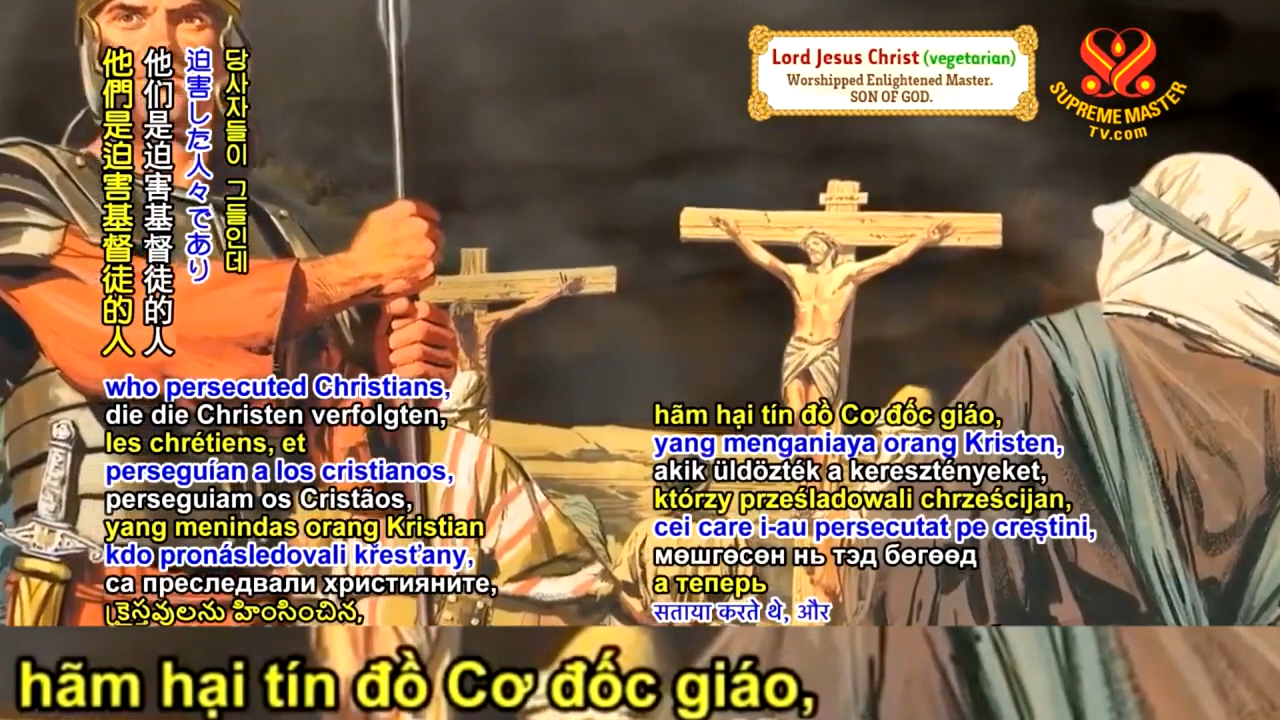 Lord Jesus Christ (vegetarian)
Worshipped Enlightened Master.
SON OF GOD.
SUPREME MASTER
TV.com
당사자들이 그들인데
迫害した人々であり
他们是迫害基督徒的人
他們是迫害基督徒的人
who persecuted Christians,
die die Christen verfolgten,
les chrétiens, et
perseguían a los cristianos,
perseguiam os Cristãos,
yang menindas orang Kristian
kdo pronásledovali křesťany,
са преследвали християните,
క్రైస్తవులను హింసించిన,
hãm hại tín đồ Cơ đốc giáo,
yang menganiaya orang Kristen,
akik üldözték a keresztényeket,
którzy prześladowali chrześcijan,
cei care i-au persecutat pe creștini,
мөшгөсөн нь тэд бөгөөд
а теперь
सताया करते थे, और
hãm hại tín đồ Cơ đốc giáo,